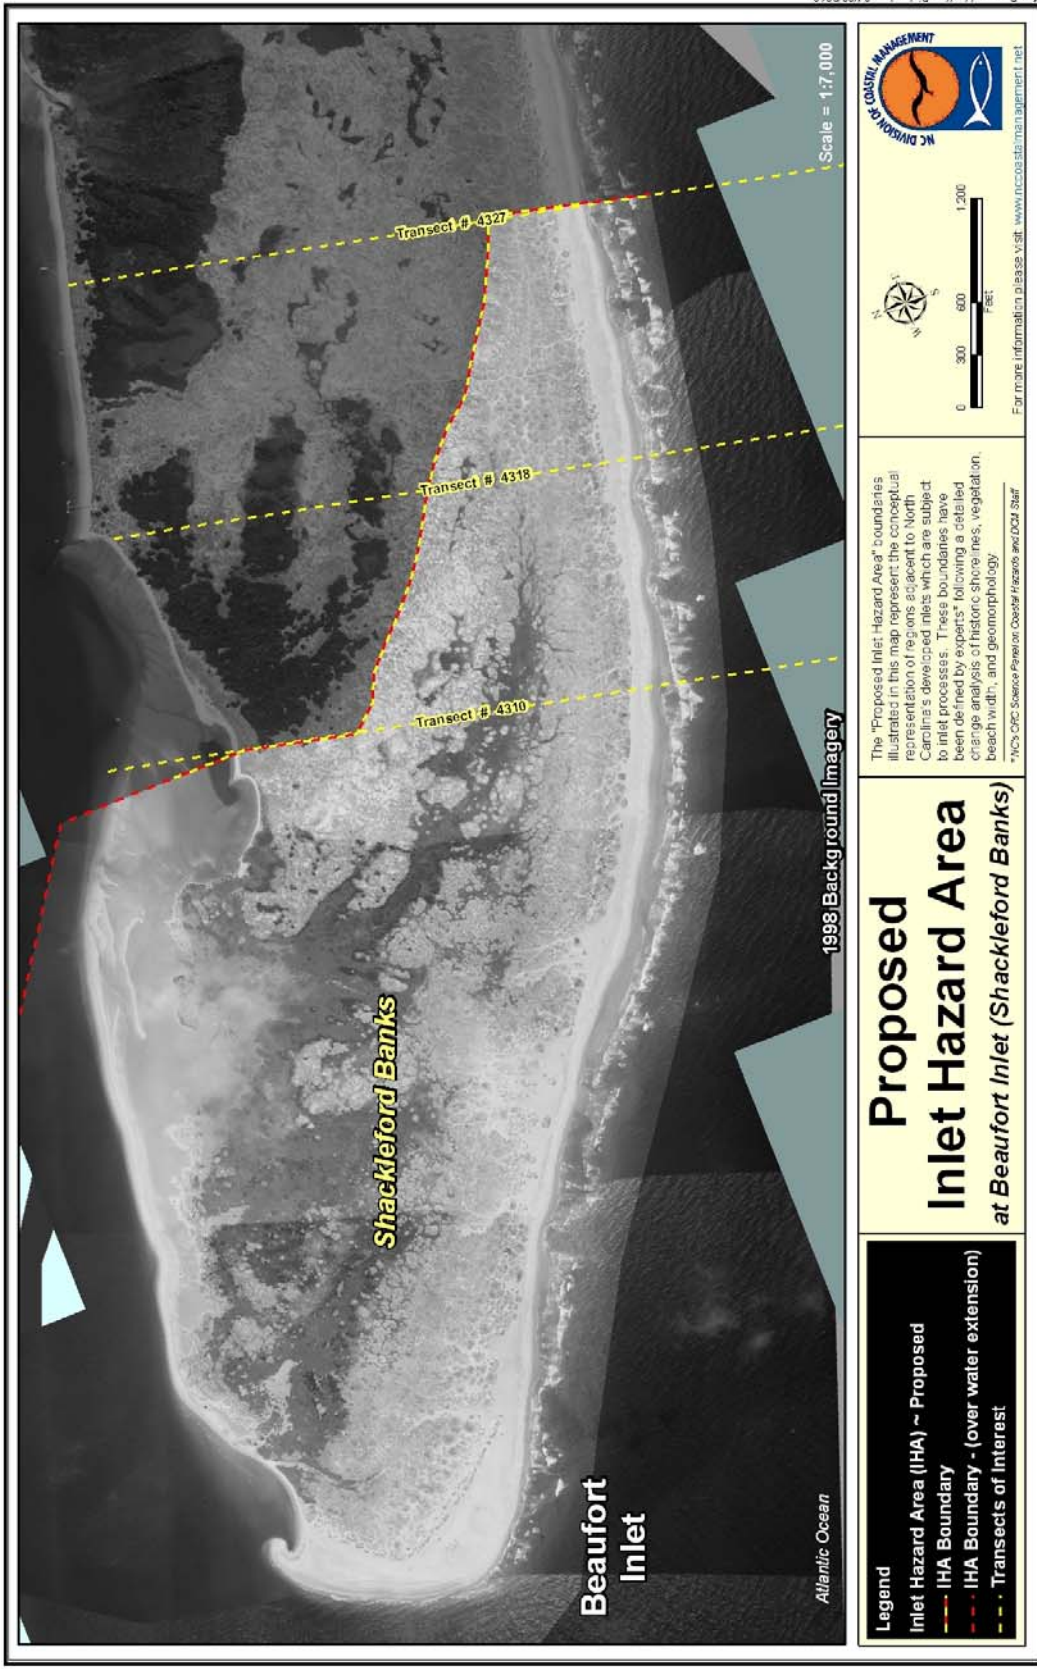 Transect # 4327
Transect # 4318
Transect # 4310
Shackleford Banks
Beaufort
Inlet
Atlantic Ocean
1998 Background Imagery
Scale = 1:7,000
Legend
Inlet Hazard Area (IHA) ~ Proposed
IHA Boundary
IHA Boundary - (over water extension)
Transects of Interest
Proposed
Inlet Hazard Area
at Beaufort Inlet (Shackleford Banks)
The "Proposed Inlet Hazard Area" boundaries
illustrated in this map represent the conceptual
representation of regions adjacent to North
Carolina's developed inlets which are subject
to inlet processes. These boundaries have
been defined by experts* following a detailed
change analysis of historic shorelines, vegetation,
beach width, and geomorphology
*NC's CRC Science Panel on Coastal Hazards and DCM Staff
N
S
W
0 300 600 1,200
Feet
NC DIVISION OF COASTAL MANAGEMENT
For more information please visit: www.nccoastalmanagement.net